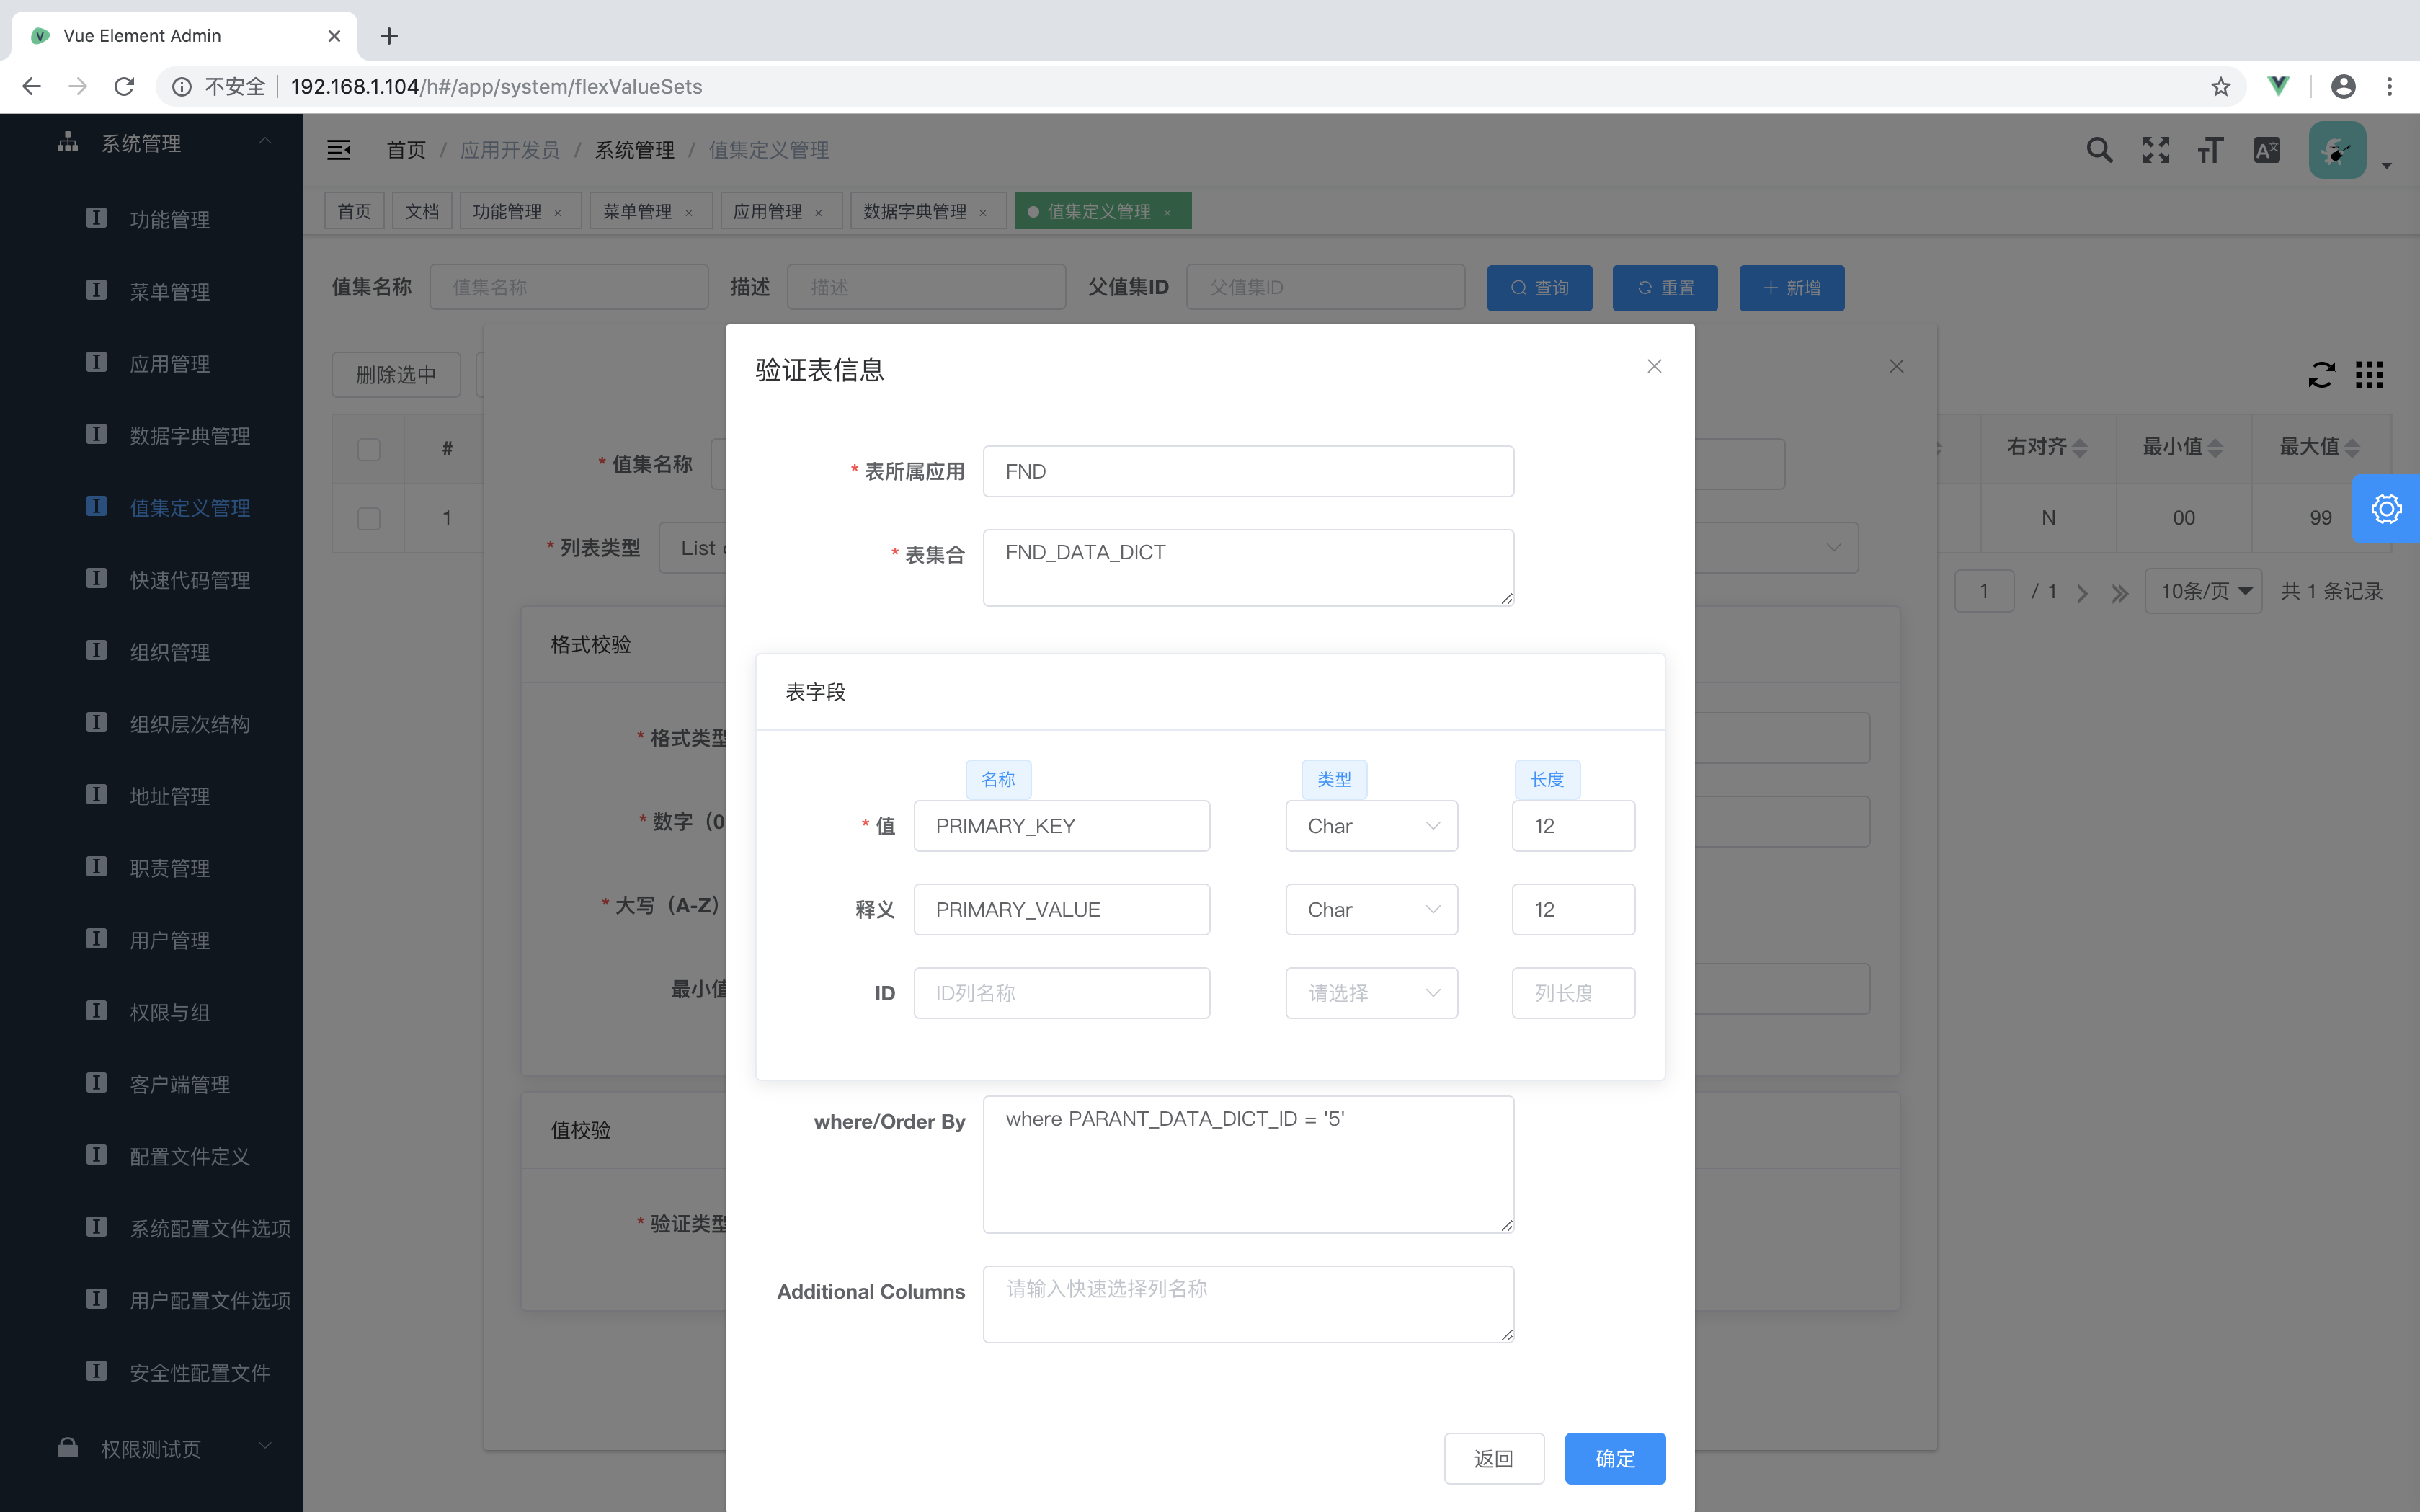 Vue Element Admin
不安全 192.168.1.104/h#/app/system/flexValueSets
系统管理
功能管理
菜单管理
应用管理
数据字典管理
值集定义管理
快速代码管理
组织管理
组织层次结构
地址管理
职责管理
用户管理
权限与组
客户端管理
配置文件定义
系统配置文件选项
用户配置文件选项
安全性配置文件
权限测试页
首页 / 应用开发员 / 系统管理 / 值集定义管理
首页 文档 功能管理 × 菜单管理 × 应用管理 × 数据字典管理 × 值集定义管理 ×
值集名称 值集名称 描述 描述 父值集ID 父值集ID 查询 重置 新增
删除选中
# 右对齐 最小值 最大值
1 N 00 99
1 / 1 10条/页 共 1 条记录
* 值集名称
* 列表类型 List
格式校验
* 格式类型
* 数字（0-
* 大写（A-Z）
最小值
值校验
* 验证类型
验证表信息
* 表所属应用 FND
* 表集合 FND_DATA_DICT
表字段
名称 类型 长度
* 值 PRIMARY_KEY Char 12
释义 PRIMARY_VALUE Char 12
ID ID列名称 请选择 列长度
where/Order By where PARANT_DATA_DICT_ID = '5'
Additional Columns 请输入快速选择列名称
返回 确定